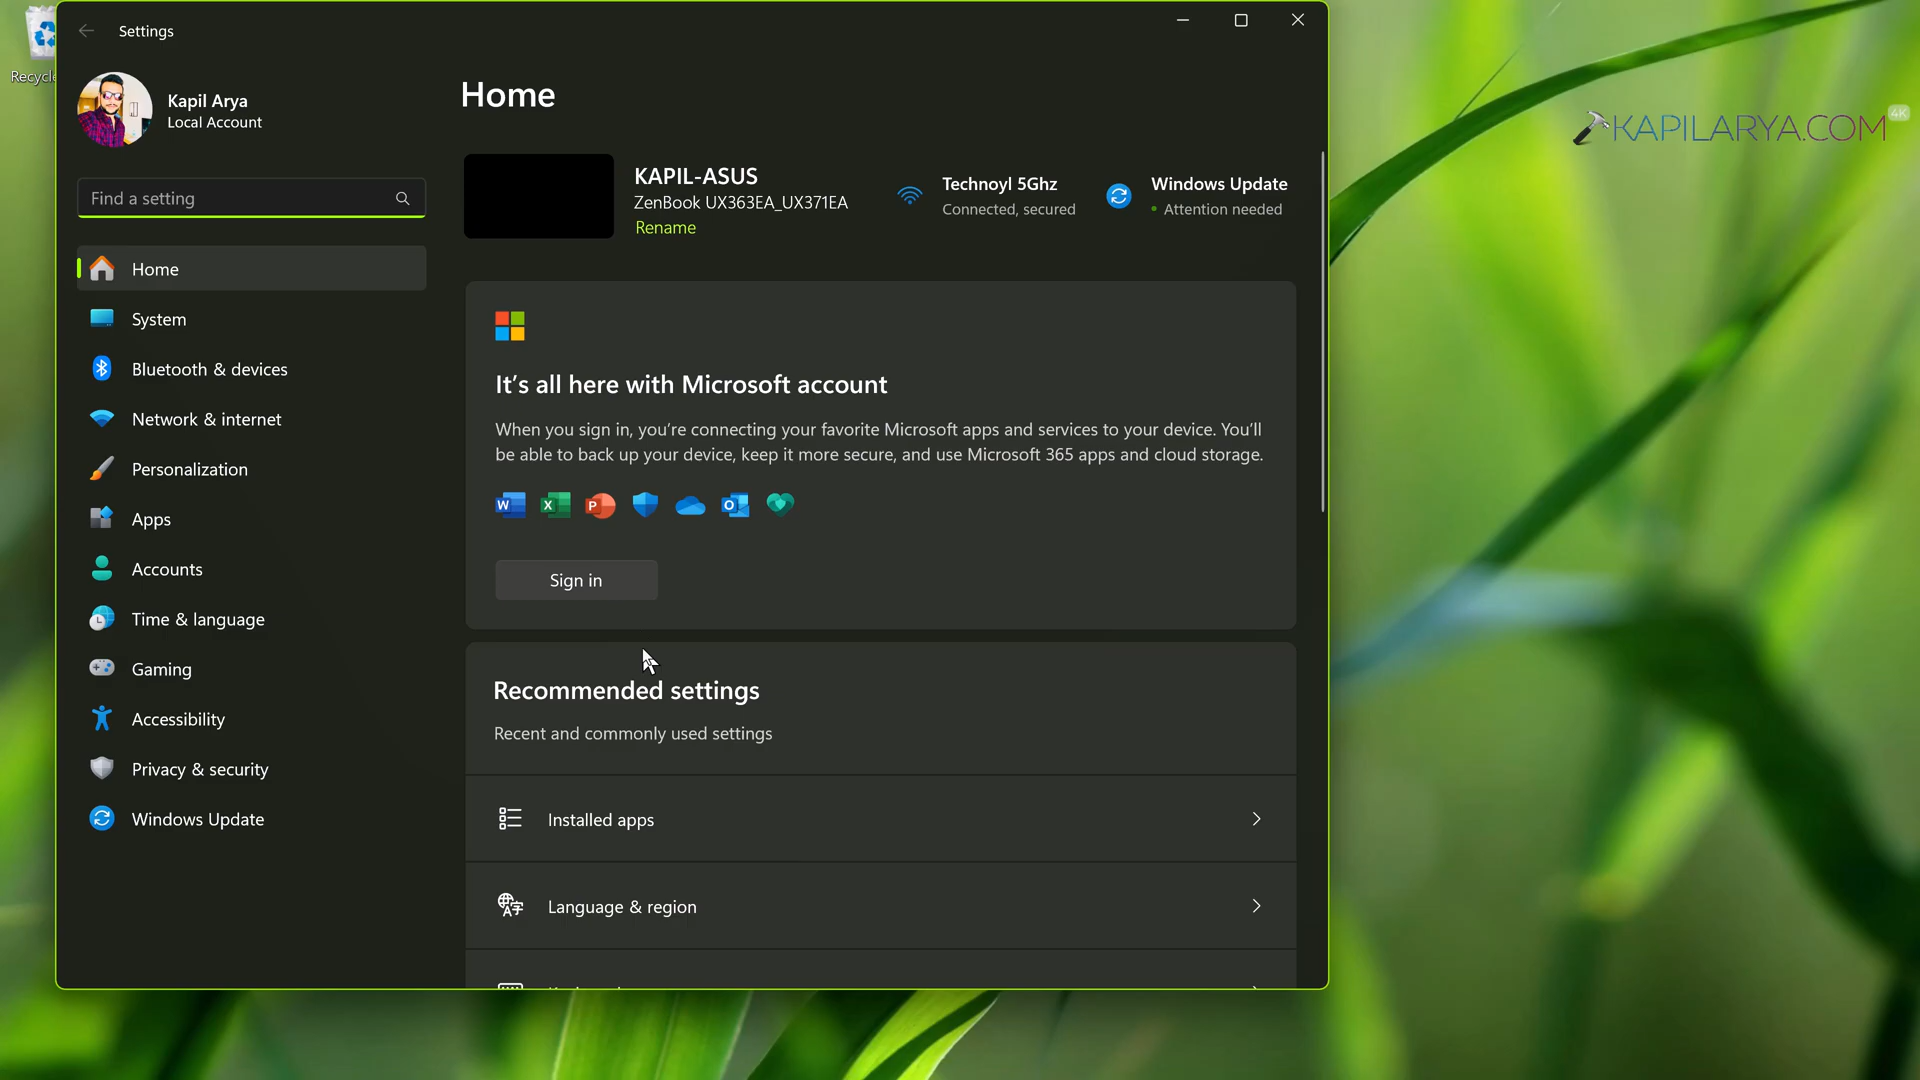 Recycle
Settings
Kapil Arya
Local Account
Find a setting
Home
System
Bluetooth & devices
Network & internet
Personalization
Apps
Accounts
Time & language
Gaming
Accessibility
Privacy & security
Windows Update
Home
KAPIL-ASUS
ZenBook UX363EA_UX371EA
Rename
Technoyl 5Ghz
Connected, secured
Windows Update
• Attention needed
It's all here with Microsoft account
When you sign in, you're connecting your favorite Microsoft apps and services to your device. You'll
be able to back up your device, keep it more secure, and use Microsoft 365 apps and cloud storage.
Sign in
Recommended settings
Recent and commonly used settings
Installed apps
Language & region
KAPILARYA.COM
4K